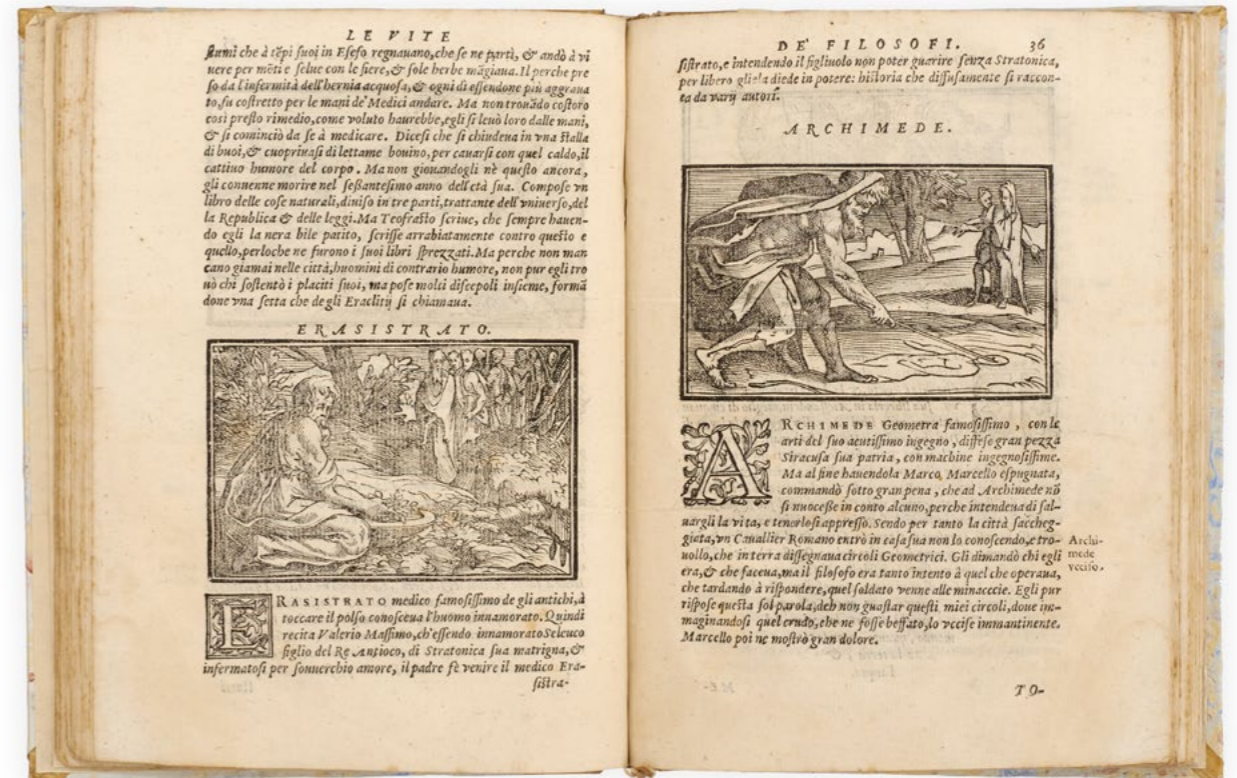 LE VITE
stumi che à tẽpi suoi in Efeso regnauano, che se ne partì, & andò à vi
uere per mõti e selue con le fiere, & sole herbe mãgiaua. Il perche pre
so da l'infermità dell'hernia acquosa, & ogni dì essendone più aggraua
to, fu costretto per le mani de' Medici andare. Ma non trouãdo costoro
così presto rimedio, come voluto haurebbe, egli si leuò loro dalle mani,
& si cominciò da se à medicare. Dicesi che si chiudeua in vna stalla
di buoi, & cuopriuasi di lettame bouino, per cauarsi con quel caldo, il
cattiuo humore del corpo. Ma non giouandogli nè questo ancora,
gli conuenne morire nel sessantesimo anno dell'età sua. Compose vn
libro delle cose naturali, diuiso in tre parti, trattante dell'vniuerso, del
la Republica & delle leggi. Ma Teofrasto scriue, che sempre hauen-
do egli la nera bile patito, scrisse arrabiatamente contro questo e
quello, perloche ne furono i suoi libri sprezzati. Ma perche non man
cano giamai nelle città, huomini di contrario humore, non pur egli tro
uò chi sostentò i placiti suoi, ma pose molti discepoli insieme, formã
done vna setta che de gli Eraclitij si chiamaua.
ERASISTRATO.
ERASISTRATO medico famosissimo de gli antichi, à
toccare il polso conosceua l'huomo innamorato. Quindi
recita Valerio Massimo, ch'essendo innamorato Seleuco
figlio del Re Antioco, di Stratonica sua matrigna, &
infermatosi per souuerchio amore, il padre fè venire il medico Era-
sistra-
DE' FILOSOFI. 36
sistrato, e intendendo il figliuolo non poter guarire senza Stratonica,
per libero gliela diede in potere: historia che diffusamente si raccon-
ta da varij autori.
ARCHIMEDE.
ARCHIMEDE Geometra famosissimo, con le
arti del suo acutissimo ingegno, diffese gran pezza
Siracusa sua patria, con machine ingegnosissime.
Ma al fine hauendola Marco Marcello espugnata,
commandò sotto gran pena, che ad Archimede nõ
si nuocesse in conto alcuno, perche intendeua di sal-
uargli la vita, e tenerlosi appresso. Sendo per tanto la città saccheg-
giata, vn Cauallier Romano entrò in casa sua non lo conoscendo, e tro-
uollo, che in terra dissegnaua circoli Geometrici. Gli dimandò chi egli
era, & che faceua, ma il filosofo era tanto intento à quel che operaua,
che tardando à rispondere, quel soldato venne alle minaccie. Egli pur
rispose questa sol parola, deh non guastar questi miei circoli, doue im-
maginandosi quel crudo, che ne fosse beffato, lo vccise immantinente.
Marcello poi ne mostrò gran dolore.
Archi-
mede
vcciso.
TO-